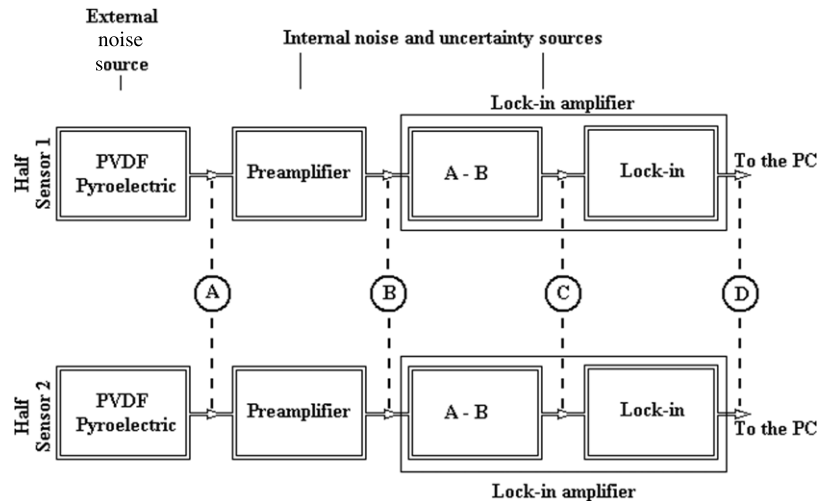 External
noise
source
Internal noise and uncertainty sources
Lock-in amplifier
Half
Sensor 1
PVDF
Pyroelectric
Preamplifier
A - B
Lock-in
To the PC
A
B
C
D
Half
Sensor 2
PVDF
Pyroelectric
Preamplifier
A - B
Lock-in
To the PC
Lock-in amplifier